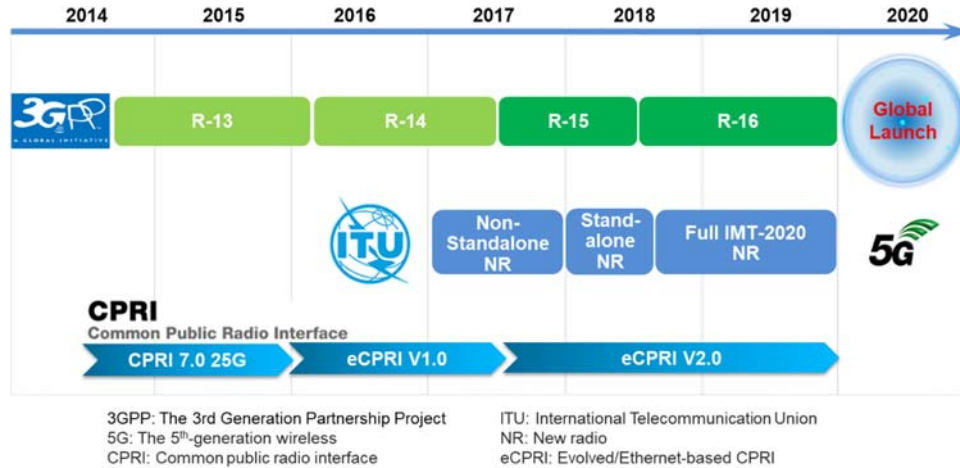 2014 2015 2016 2017 2018 2019 2020
3GPP
A GLOBAL INITIATIVE
R-13 R-14 R-15 R-16
Global
Launch
ITU
Non-
Standalone
NR
Stand-
alone
NR
Full IMT-2020
NR
5G
CPRI
Common Public Radio Interface
CPRI 7.0 25G eCPRI V1.0 eCPRI V2.0
3GPP: The 3rd Generation Partnership Project
5G: The 5th-generation wireless
CPRI: Common public radio interface
ITU: International Telecommunication Union
NR: New radio
eCPRI: Evolved/Ethernet-based CPRI